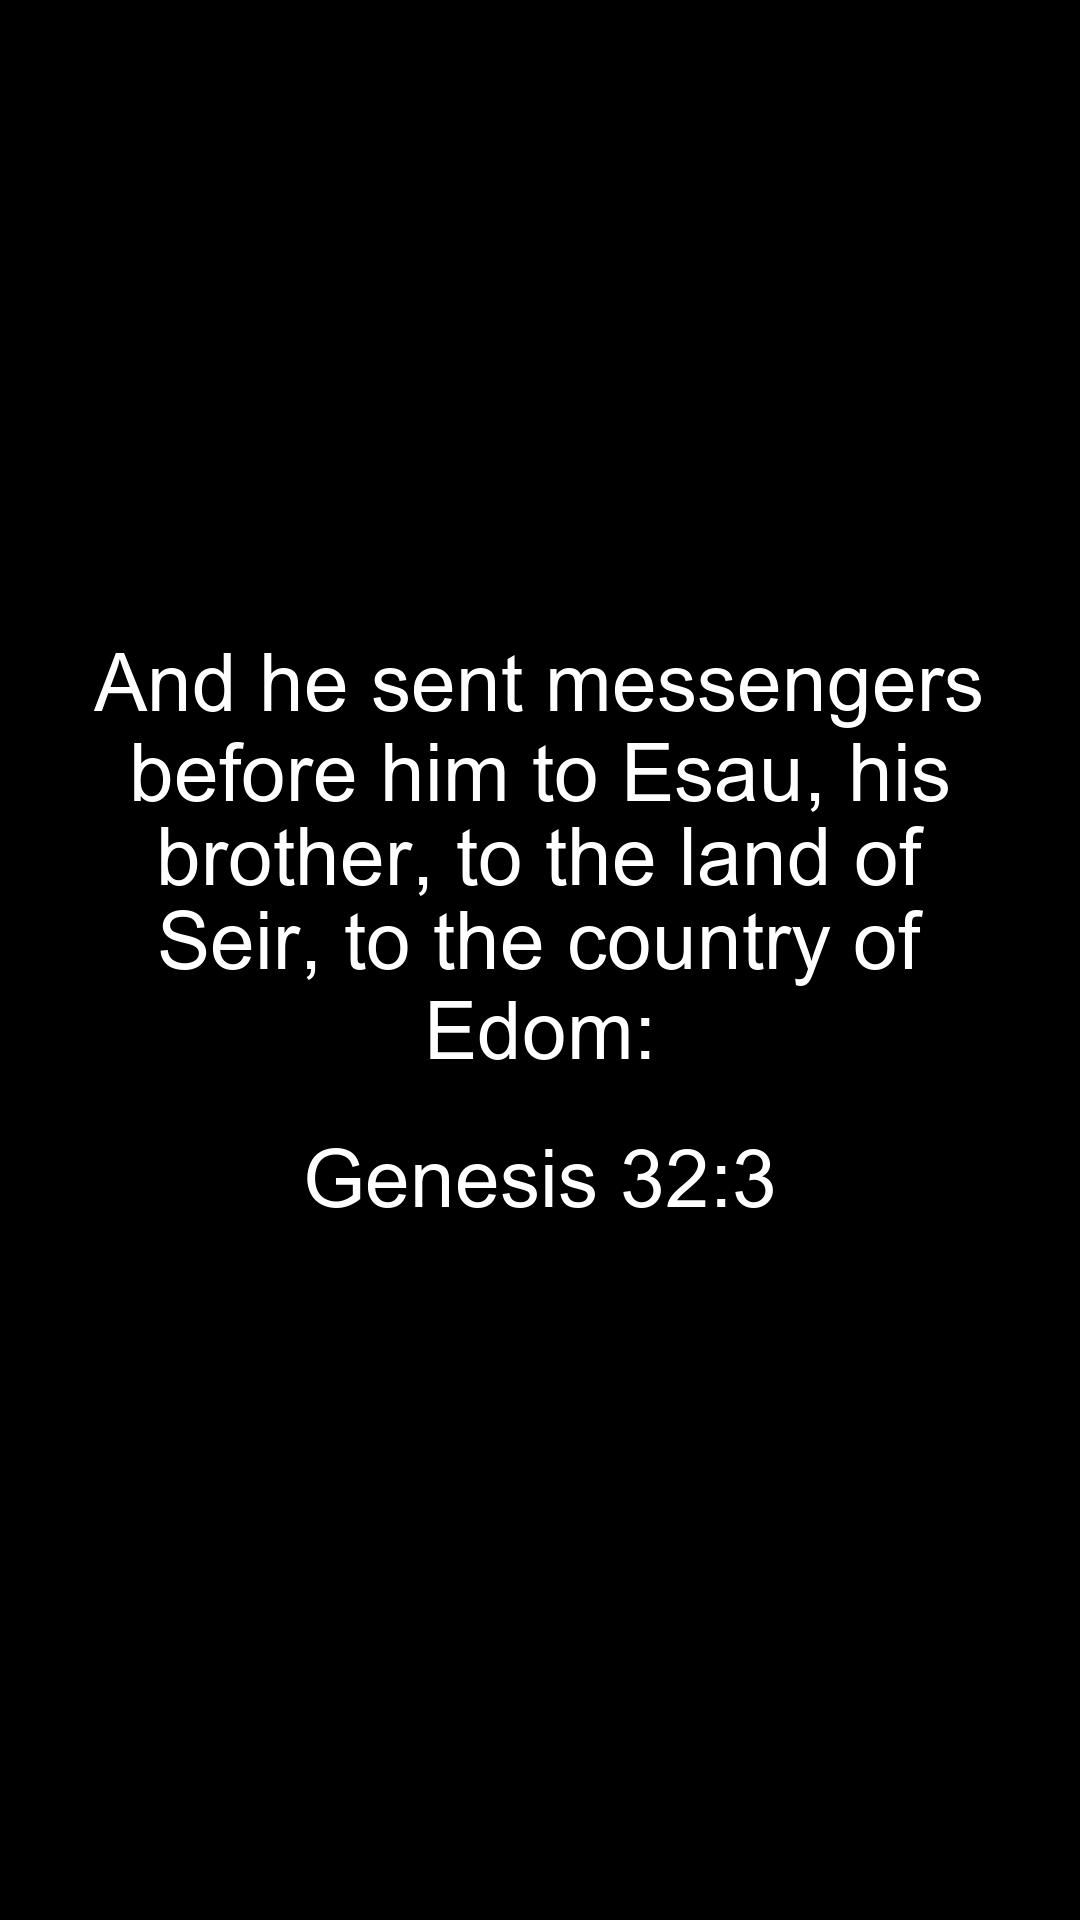 And he sent messengers
before him to Esau, his
brother, to the land of
Seir, to the country of
Edom:
Genesis 32:3